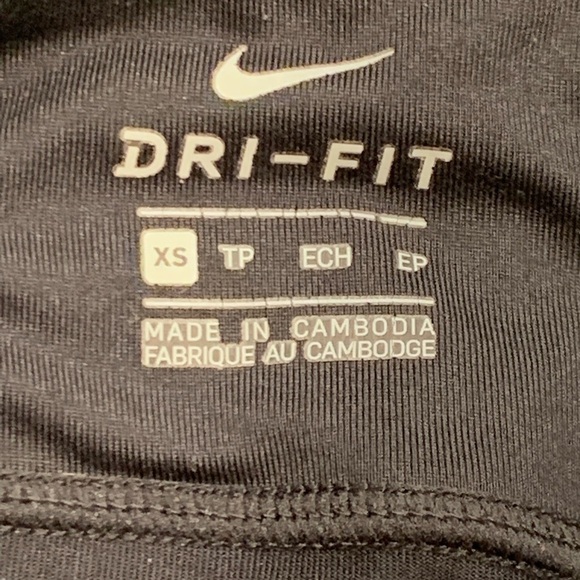 DRI-FIT
XS TP ECH EP
MADE IN CAMBODIA
FABRIQUE AU CAMBODGE